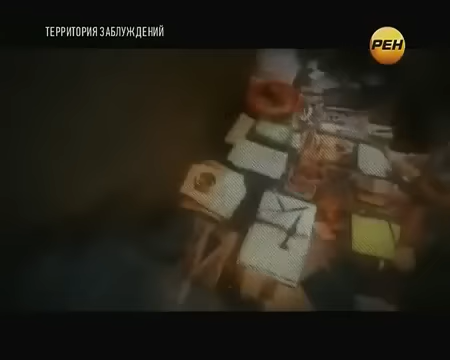 ТЕРРИТОРИЯ ЗАБЛУЖДЕНИЙ
РЕН